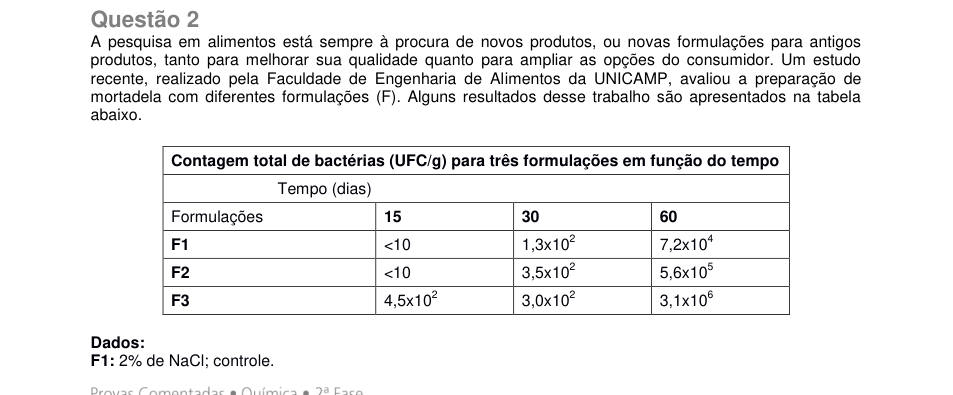 Questão 2
A pesquisa em alimentos está sempre à procura de novos produtos, ou novas formulações para antigos
produtos, tanto para melhorar sua qualidade quanto para ampliar as opções do consumidor. Um estudo
recente, realizado pela Faculdade de Engenharia de Alimentos da UNICAMP, avaliou a preparação de
mortadela com diferentes formulações (F). Alguns resultados desse trabalho são apresentados na tabela
abaixo.
Contagem total de bactérias (UFC/g) para três formulações em função do tempo
Tempo (dias)
Formulações 15 30 60
F1 <10 1,3x10² 7,2x10⁴
F2 <10 3,5x10² 5,6x10⁵
F3 4,5x10² 3,0x10² 3,1x10⁶
Dados:
F1: 2% de NaCl; controle.
Provas Comentadas • Química • 2ª Fase